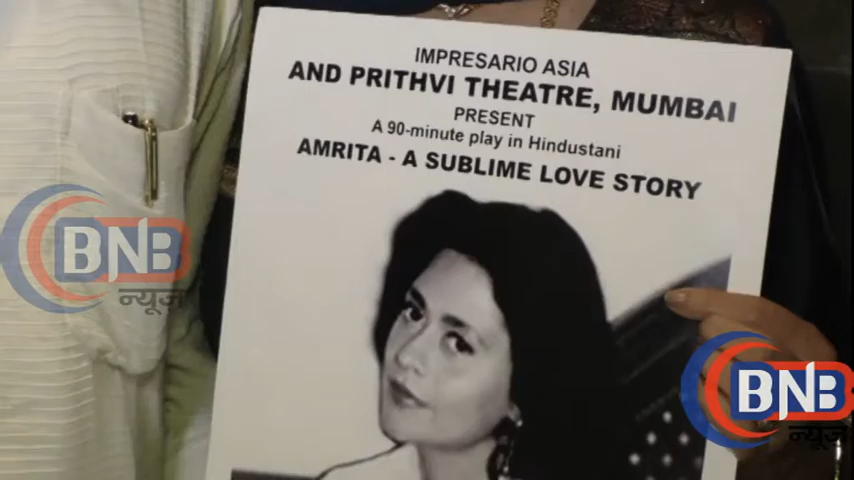 IMPRESARIO ASIA
AND PRITHVI THEATRE, MUMBAI
PRESENT
A 90-minute play in Hindustani
AMRITA - A SUBLIME LOVE STORY
BNB
न्यूज़
BNB
न्यूज़